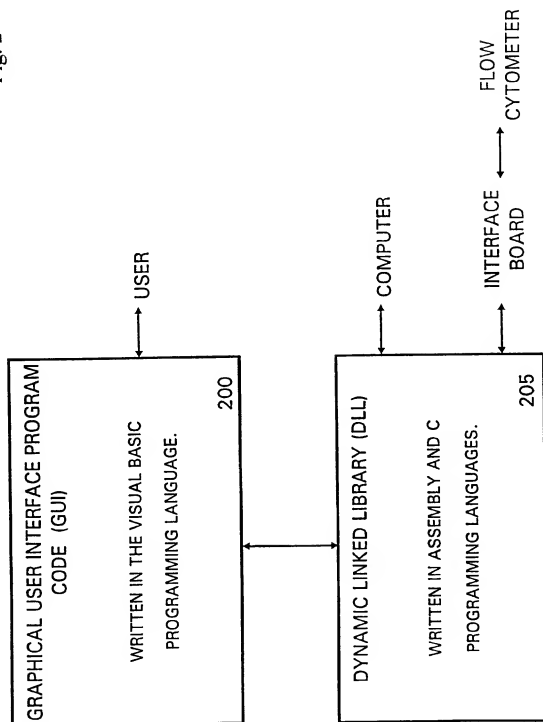 GRAPHICAL USER INTERFACE PROGRAM
CODE (GUI)
WRITTEN IN THE VISUAL BASIC
PROGRAMMING LANGUAGE.
200
USER
DYNAMIC LINKED LIBRARY (DLL)
WRITTEN IN ASSEMBLY AND C
PROGRAMMING LANGUAGES.
205
COMPUTER
INTERFACE
BOARD
FLOW
CYTOMETER